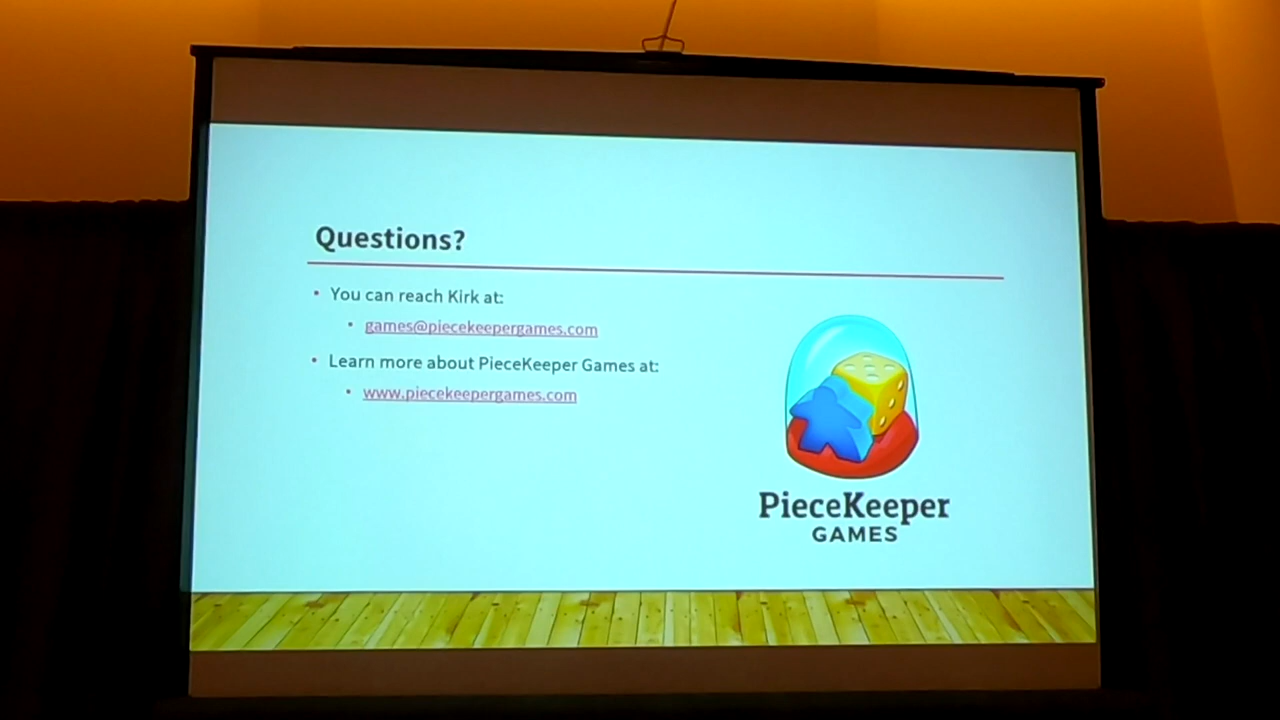 Questions?
You can reach Kirk at:
games@piecekeepergames.com
Learn more about PieceKeeper Games at:
www.piecekeepergames.com
PieceKeeper
GAMES